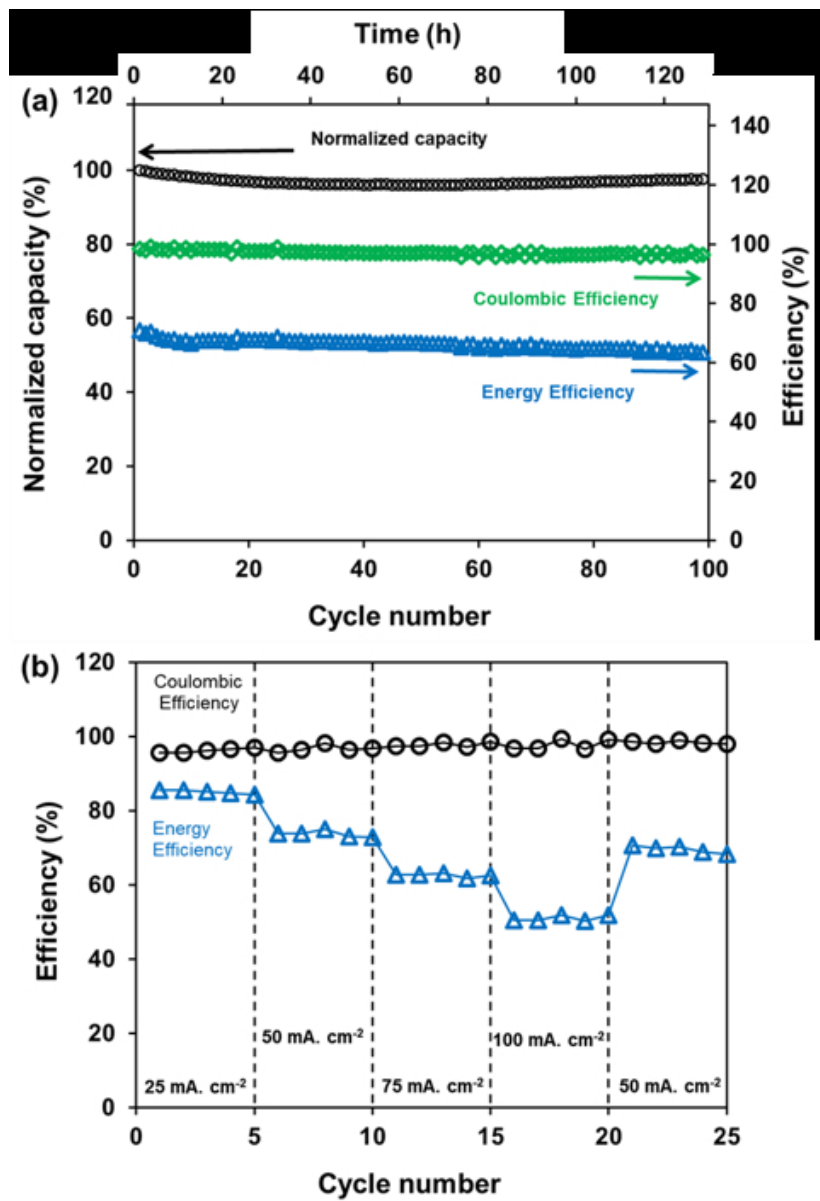 Time (h)
0 20 40 60 80 100 120
(a)
120
100
80
60
40
20
0
Normalized capacity (%)
Normalized capacity
Coulombic Efficiency
Energy Efficiency
140
120
100
80
60
40
20
0
Efficiency (%)
0 20 40 60 80 100
Cycle number
(b)
120
100
80
60
40
20
0
Efficiency (%)
Coulombic
Efficiency
Energy
Efficiency
25 mA. cm⁻²
50 mA. cm⁻²
75 mA. cm⁻²
100 mA. cm⁻²
50 mA. cm⁻²
0 5 10 15 20 25
Cycle number